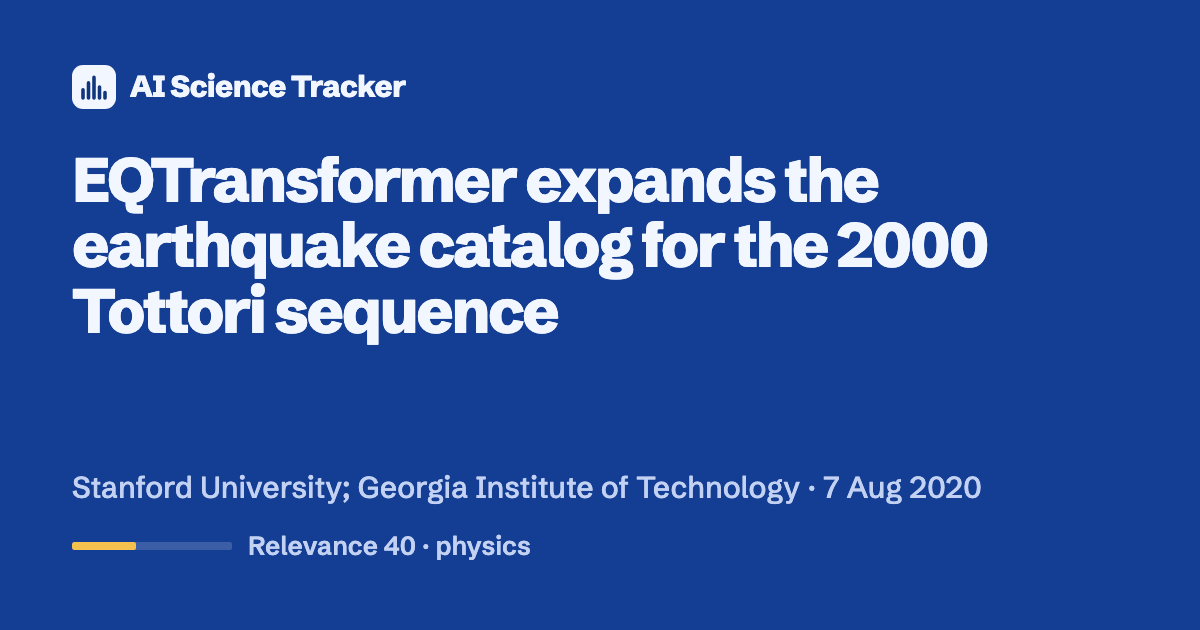 AI Science Tracker
EQTransformer expands the
earthquake catalog for the 2000
Tottori sequence
Stanford University; Georgia Institute of Technology · 7 Aug 2020
Relevance 40 · physics